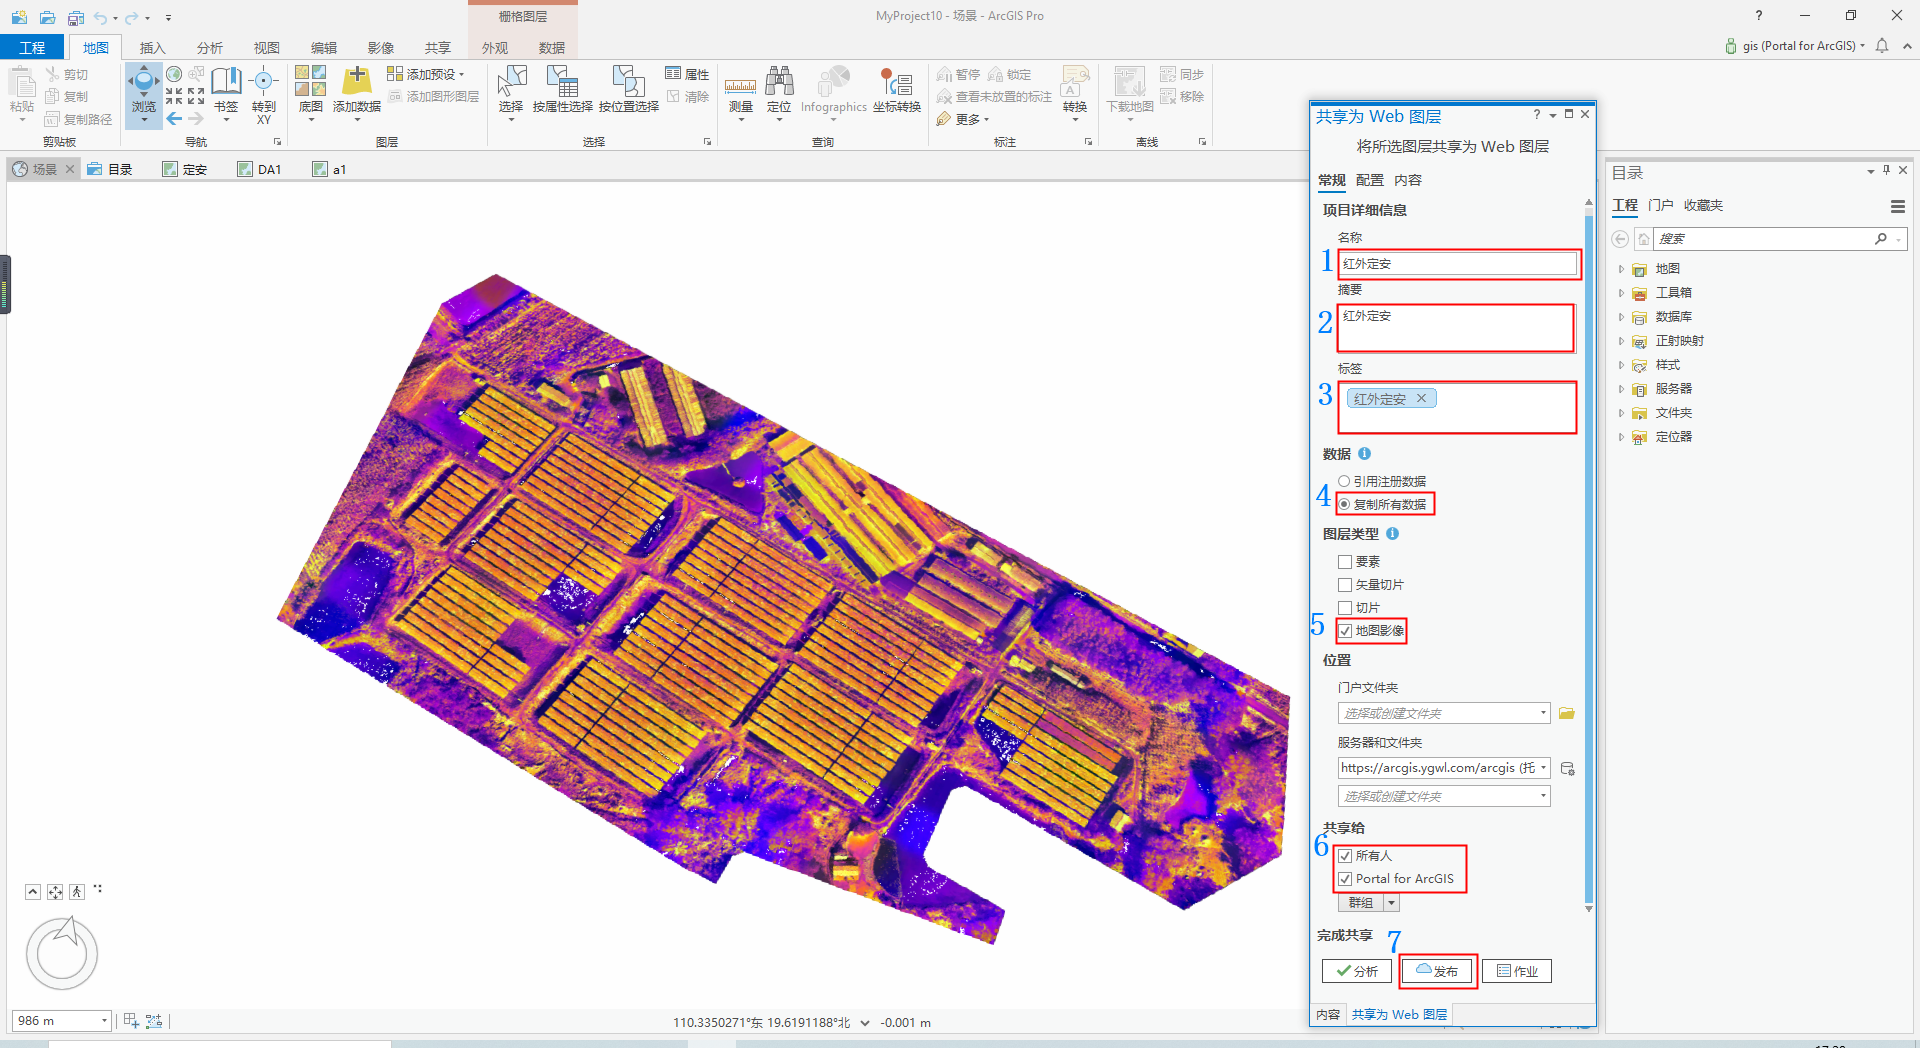 栅格图层
MyProject10 - 场景 - ArcGIS Pro
?
工程 地图 插入 分析 视图 编辑 影像 共享 外观 数据
gis (Portal for ArcGIS)
粘贴
剪切
复制
复制路径
剪贴板
浏览
书签
转到
XY
导航
底图
添加数据
添加预设
添加图形图层
图层
选择
按属性选择
按位置选择
属性
清除
选择
测量
定位
Infographics
坐标转换
查询
暂停
锁定
查看未放置的标注
更多
转换
标注
下载地图
同步
移除
离线
场景
目录
定安
DA1
a1
共享为 Web 图层
?
将所选图层共享为 Web 图层
常规 配置 内容
项目详细信息
名称
1
红外定安
摘要
2
红外定安
标签
3
红外定安
数据
引用注册数据
4
复制所有数据
图层类型
要素
矢量切片
切片
5
地图影像
位置
门户文件夹
选择或创建文件夹
服务器和文件夹
https://arcgis.ygwl.com/arcgis (托
选择或创建文件夹
共享给
6
所有人
Portal for ArcGIS
群组
完成共享
7
分析
发布
作业
内容
共享为 Web 图层
目录
工程 门户 收藏夹
搜索
地图
工具箱
数据库
正射映射
样式
服务器
文件夹
定位器
986 m
110.3350271°东 19.6191188°北
-0.001 m